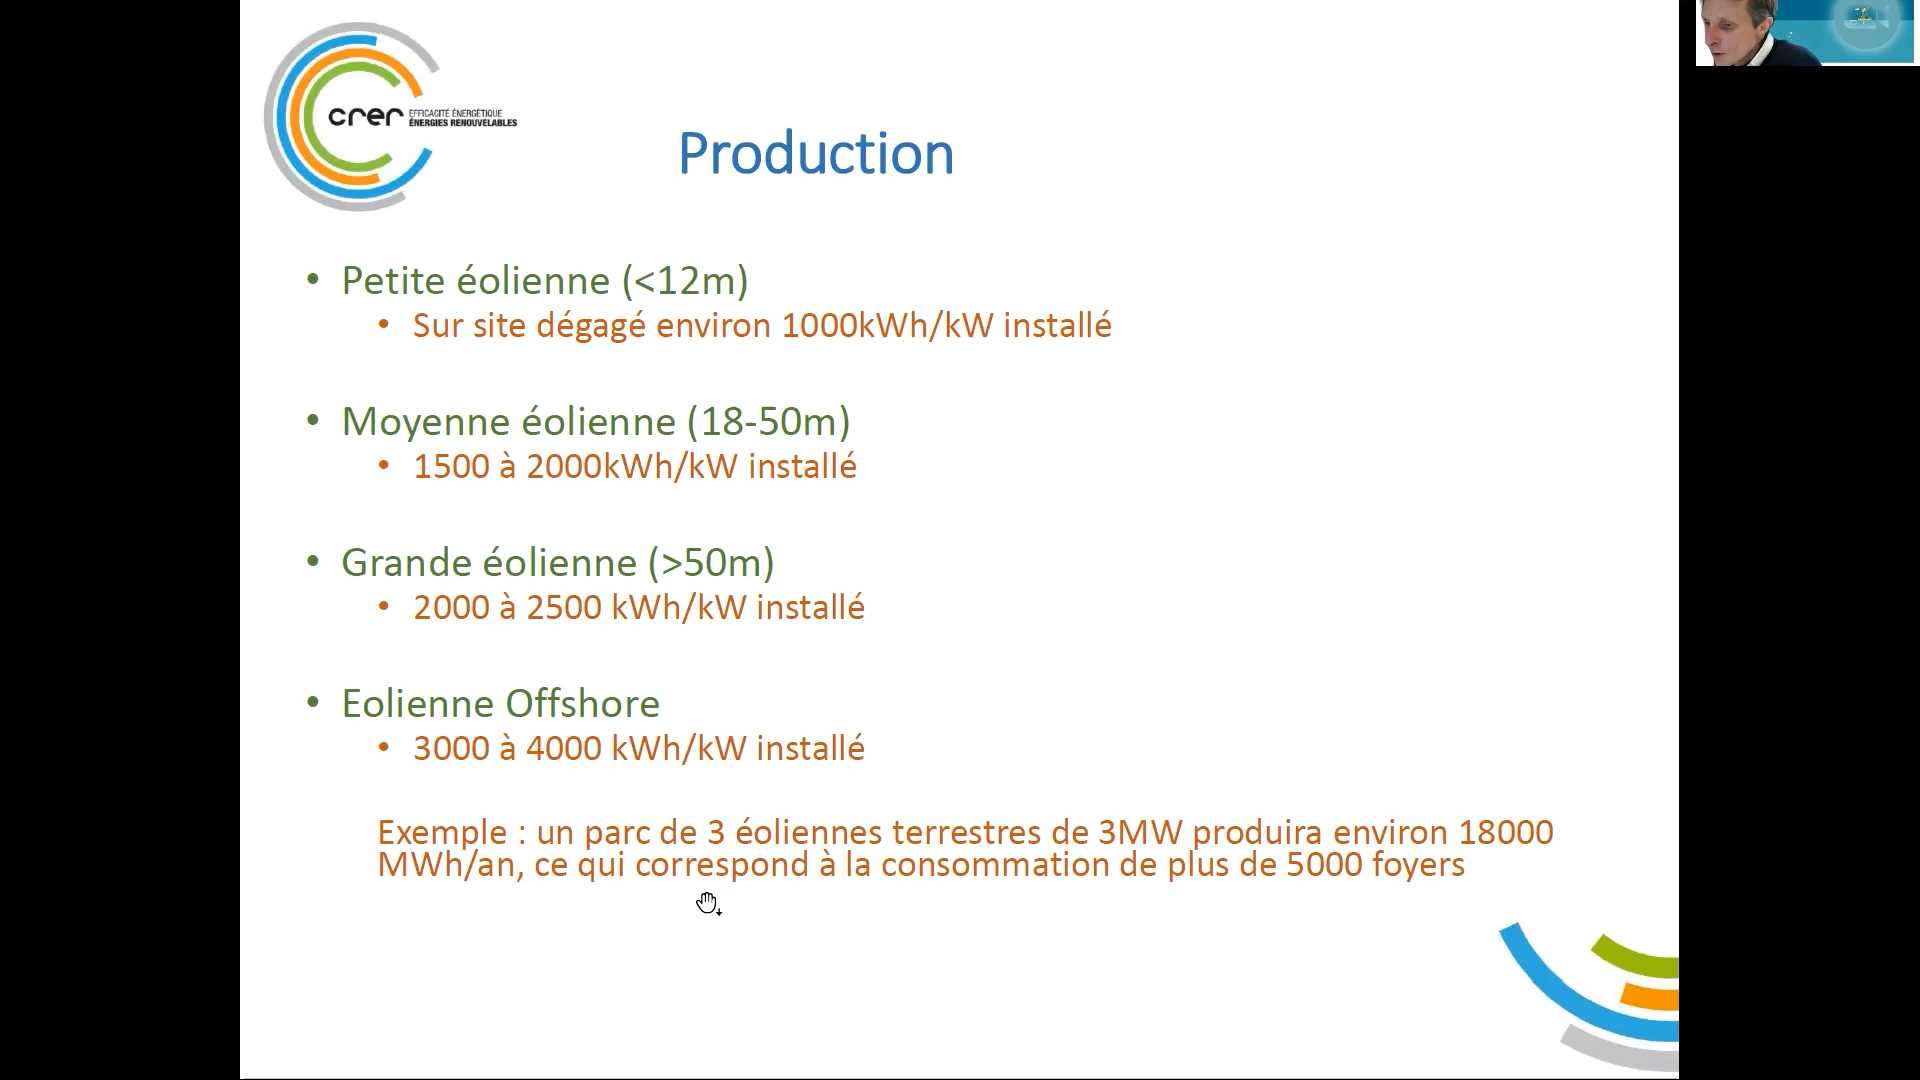 crer
EFFICACITÉ ÉNERGÉTIQUE
ÉNERGIES RENOUVELABLES
Production
• Petite éolienne (<12m)
• Sur site dégagé environ 1000kWh/kW installé
• Moyenne éolienne (18-50m)
• 1500 à 2000kWh/kW installé
• Grande éolienne (>50m)
• 2000 à 2500 kWh/kW installé
• Eolienne Offshore
• 3000 à 4000 kWh/kW installé
Exemple : un parc de 3 éoliennes terrestres de 3MW produira environ 18000
MWh/an, ce qui correspond à la consommation de plus de 5000 foyers